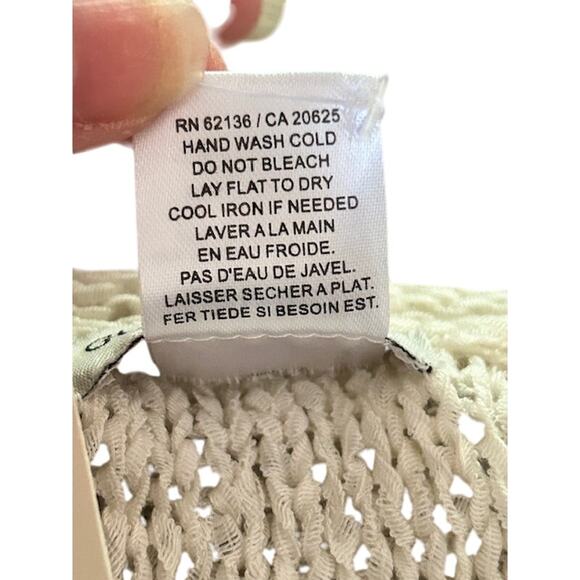 RN 62136 / CA 20625
HAND WASH COLD
DO NOT BLEACH
LAY FLAT TO DRY
COOL IRON IF NEEDED
LAVER A LA MAIN
EN EAU FROIDE.
PAS D'EAU DE JAVEL.
LAISSER SECHER A PLAT.
FER TIEDE SI BESOIN EST.